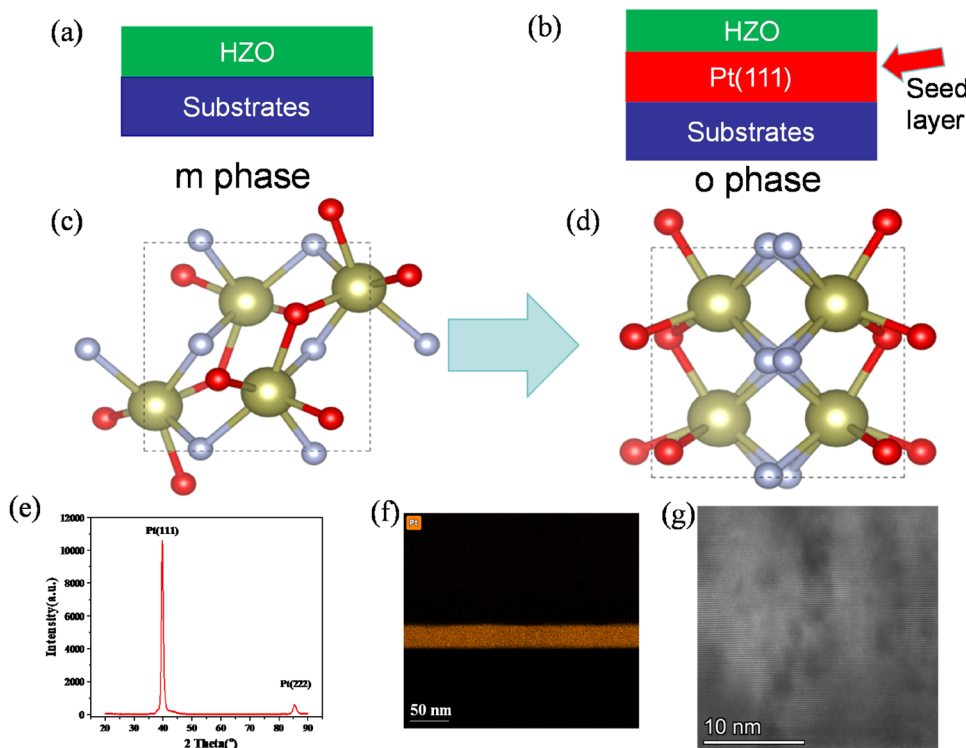 (a)
HZO
Substrates
m phase
(b)
HZO
Pt(111)
Substrates
Seed
layer
o phase
(c)
(d)
(e)
12000
10000
8000
6000
4000
2000
0
Intensity(a.u.)
Pt(111)
Pt(222)
20 30 40 50 60 70 80 90
2 Theta(°)
(f)
Pt
50 nm
(g)
10 nm